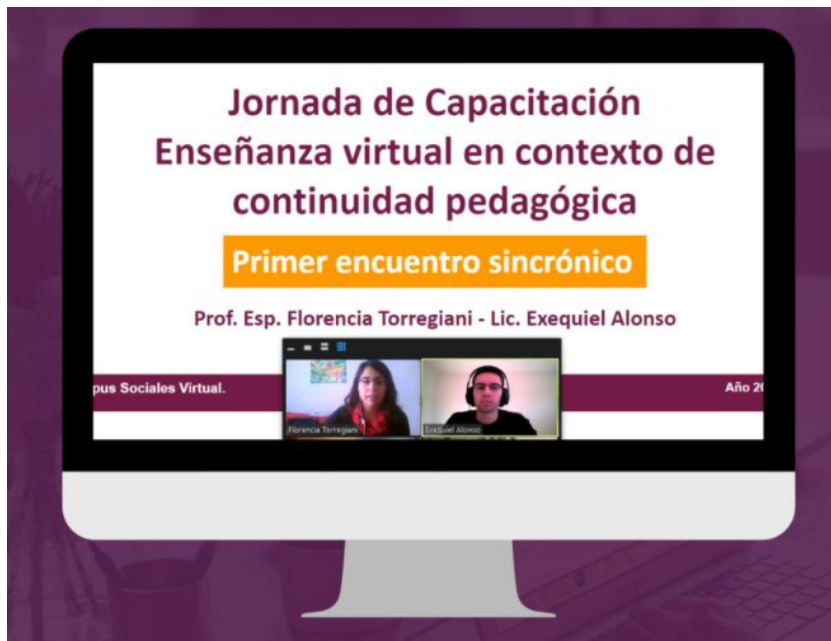 Jornada de Capacitación
Enseñanza virtual en contexto de
continuidad pedagógica
Primer encuentro sincrónico
Prof. Esp. Florencia Torregiani - Lic. Exequiel Alonso
Florencia Torregiani
Exequiel Alonso
Sociales Virtual.
Año